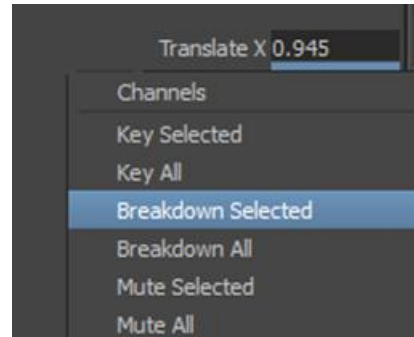 Translate X 0.945
Channels
Key Selected
Key All
Breakdown Selected
Breakdown All
Mute Selected
Mute All